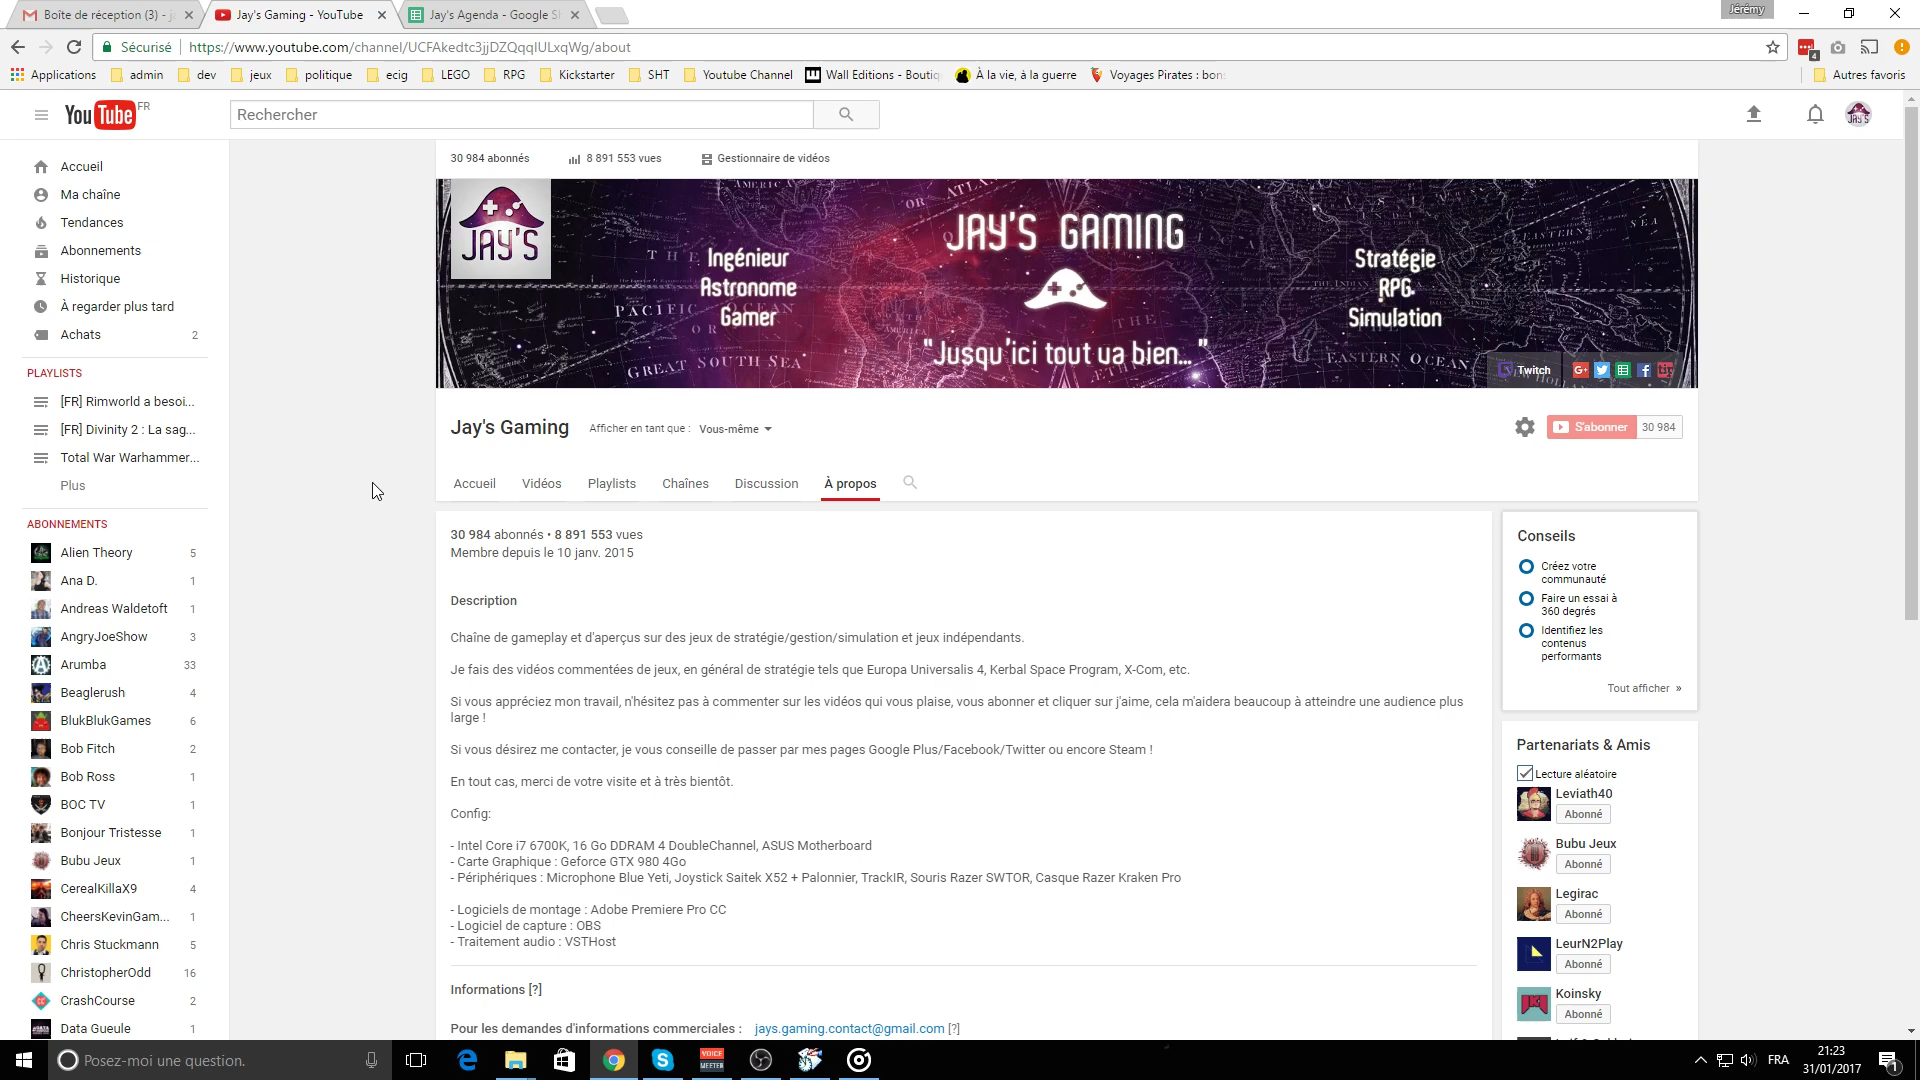 Boîte de réception (3) - j
Jay's Gaming - YouTube
Jay's Agenda - Google S
Jérémy
Sécurisé
https://www.youtube.com/channel/UCFAkedtc3jjDZQqqIULxqWg/about
4
Applications
admin
dev
jeux
politique
ecig
LEGO
RPG
Kickstarter
SHT
Youtube Channel
Wall Editions - Boutiq
À la vie, à la guerre
Voyages Pirates : bons
Autres favoris
YouTube FR
Rechercher
JAY'S
Accueil
Ma chaîne
Tendances
Abonnements
Historique
À regarder plus tard
Achats 2
PLAYLISTS
[FR] Rimworld a besoi...
[FR] Divinity 2 : La sag...
Total War Warhammer...
Plus
ABONNEMENTS
Alien Theory 5
Ana D. 1
Andreas Waldetoft 1
AngryJoeShow 3
Arumba 33
Beaglerush 4
BlukBlukGames 6
Bob Fitch 2
Bob Ross 1
BOC TV 1
Bonjour Tristesse 1
Bubu Jeux 1
CerealKillaX9 4
CheersKevinGam... 1
Chris Stuckmann 5
ChristopherOdd 16
CrashCourse 2
Data Gueule 1
30 984 abonnés
8 891 553 vues
Gestionnaire de vidéos
JAY'S
Ingénieur
Astronome
Gamer
JAY'S GAMING
"Jusqu'ici tout va bien..."
Stratégie
RPG
Simulation
PACIFIC
GREAT SOUTH SEA
EASTERN OCEAN
Twitch
Jay's Gaming
Afficher en tant que : Vous-même
S'abonner 30 984
Accueil
Vidéos
Playlists
Chaînes
Discussion
À propos
30 984 abonnés • 8 891 553 vues
Membre depuis le 10 janv. 2015
Description
Chaîne de gameplay et d'aperçus sur des jeux de stratégie/gestion/simulation et jeux indépendants.
Je fais des vidéos commentées de jeux, en général de stratégie tels que Europa Universalis 4, Kerbal Space Program, X-Com, etc.
Si vous appréciez mon travail, n'hésitez pas à commenter sur les vidéos qui vous plaise, vous abonner et cliquer sur j'aime, cela m'aidera beaucoup à atteindre une audience plus
large !
Si vous désirez me contacter, je vous conseille de passer par mes pages Google Plus/Facebook/Twitter ou encore Steam !
En tout cas, merci de votre visite et à très bientôt.
Config:
- Intel Core i7 6700K, 16 Go DDRAM 4 DoubleChannel, ASUS Motherboard
- Carte Graphique : Geforce GTX 980 4Go
- Périphériques : Microphone Blue Yeti, Joystick Saitek X52 + Palonnier, TrackIR, Souris Razer SWTOR, Casque Razer Kraken Pro
- Logiciels de montage : Adobe Premiere Pro CC
- Logiciel de capture : OBS
- Traitement audio : VSTHost
Informations [?]
Pour les demandes d'informations commerciales : jays.gaming.contact@gmail.com [?]
Conseils
Créez votre
communauté
Faire un essai à
360 degrés
Identifiez les
contenus
performants
Tout afficher »
Partenariats & Amis
Lecture aléatoire
Leviath40
Abonné
Bubu Jeux
Abonné
Legirac
Abonné
LeurN2Play
Abonné
Koinsky
Abonné
Posez-moi une question.
VOICE
MEETER
FRA
21:23
31/01/2017
1